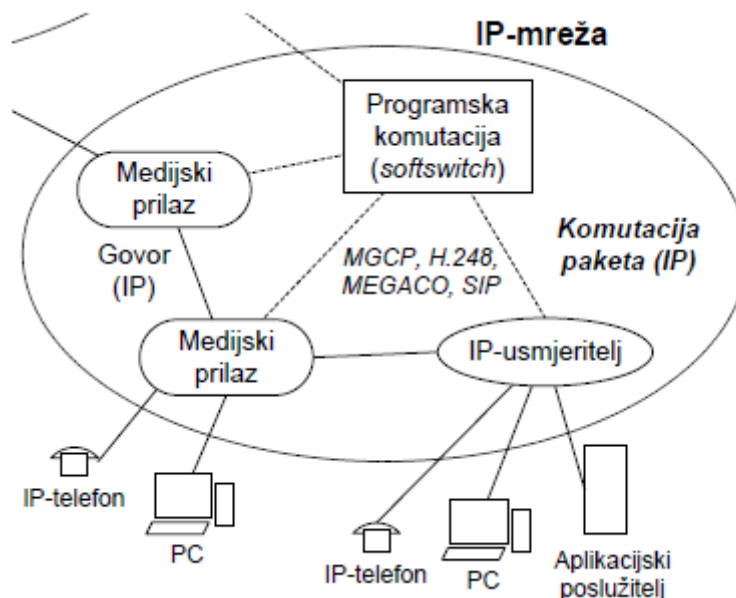 IP-mreža
Programska
komutacija
(softswitch)
Medijski
prilaz
Govor
(IP)
MGCP, H.248,
MEGACO, SIP
Komutacija
paketa (IP)
Medijski
prilaz
IP-usmjeritelj
IP-telefon
PC
IP-telefon
PC
Aplikacijski
poslužitelj